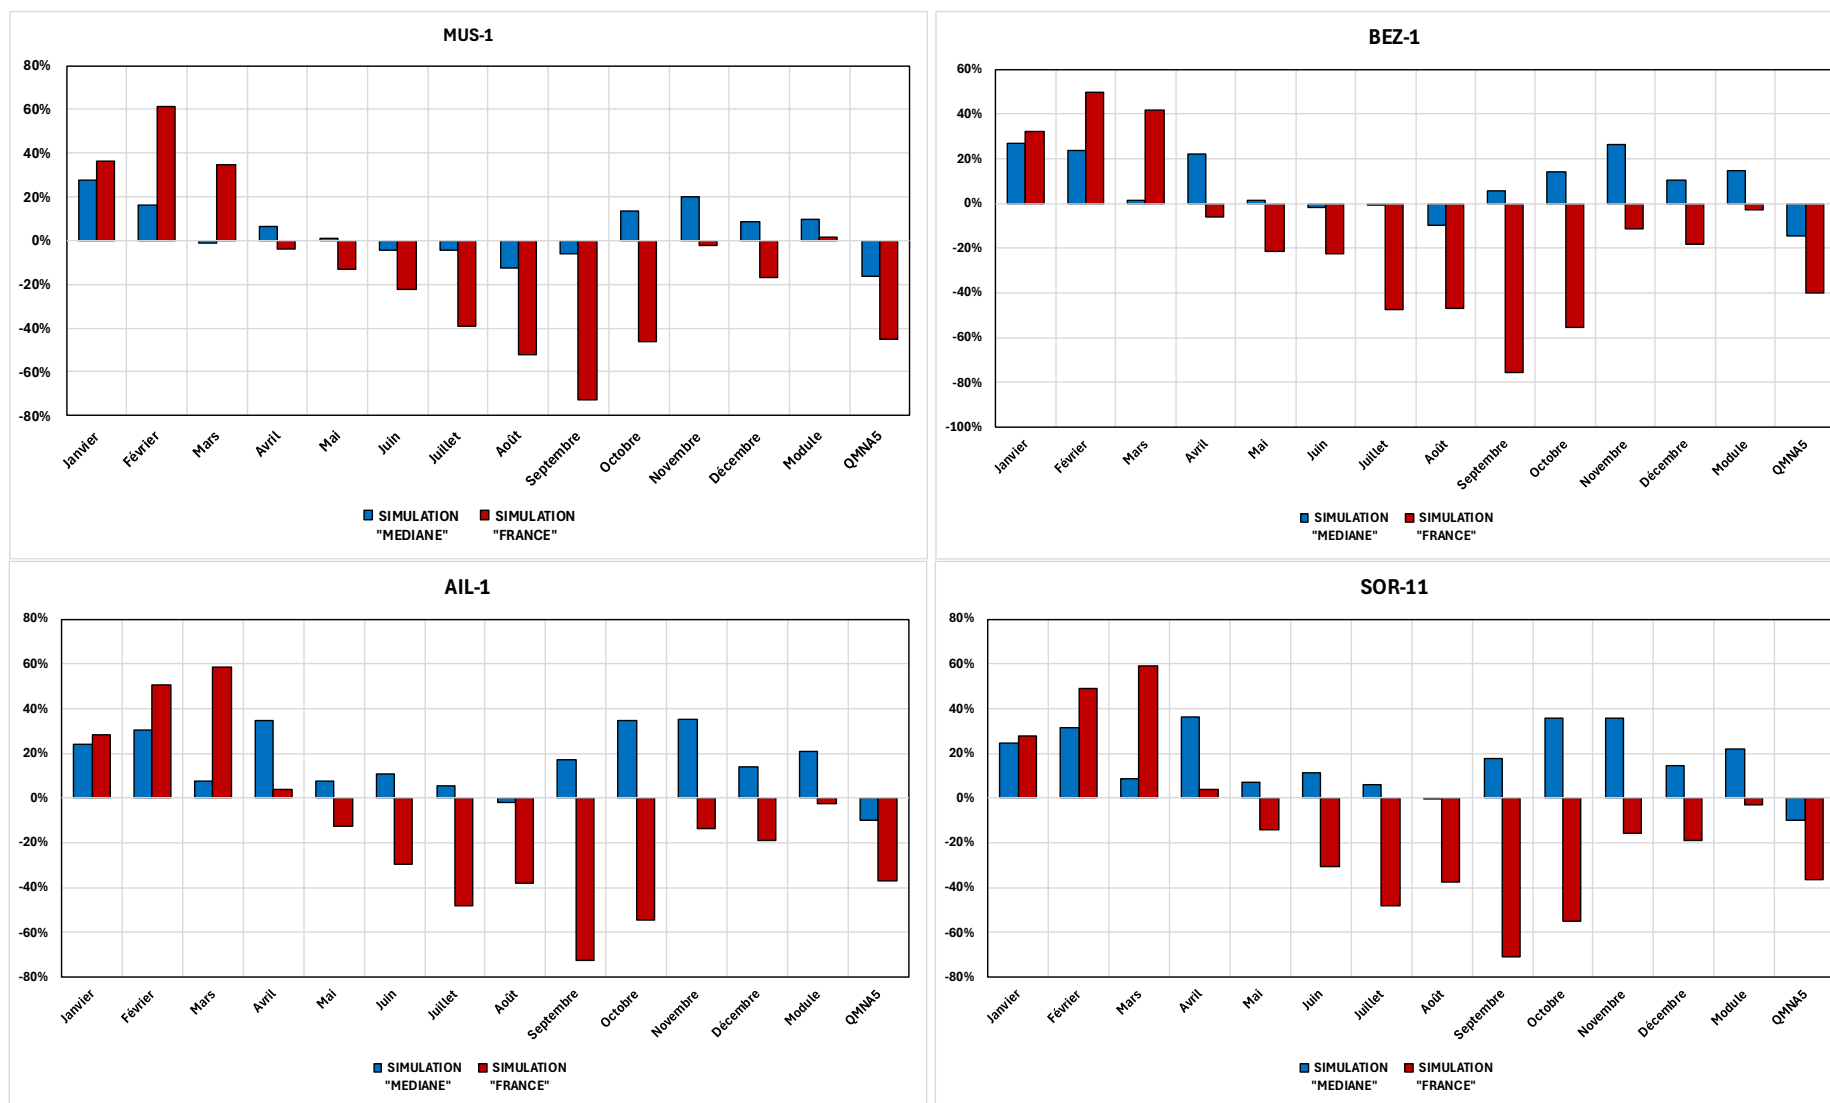 MUS-1
80%
60%
40%
20%
0%
-20%
-40%
-60%
-80%
Janvier
Février
Mars
Avril
Mai
Juin
Juillet
Août
Septembre
Octobre
Novembre
Décembre
Module
QMNA5
SIMULATION "MEDIANE"
SIMULATION "FRANCE"
BEZ-1
60%
40%
20%
0%
-20%
-40%
-60%
-80%
-100%
Janvier
Février
Mars
Avril
Mai
Juin
Juillet
Août
Septembre
Octobre
Novembre
Décembre
Module
QMNA5
SIMULATION "MEDIANE"
SIMULATION "FRANCE"
AIL-1
80%
60%
40%
20%
0%
-20%
-40%
-60%
-80%
Janvier
Février
Mars
Avril
Mai
Juin
Juillet
Août
Septembre
Octobre
Novembre
Décembre
Module
QMNA5
SIMULATION "MEDIANE"
SIMULATION "FRANCE"
SOR-11
80%
60%
40%
20%
0%
-20%
-40%
-60%
-80%
Janvier
Février
Mars
Avril
Mai
Juin
Juillet
Août
Septembre
Octobre
Novembre
Décembre
Module
QMNA5
SIMULATION "MEDIANE"
SIMULATION "FRANCE"